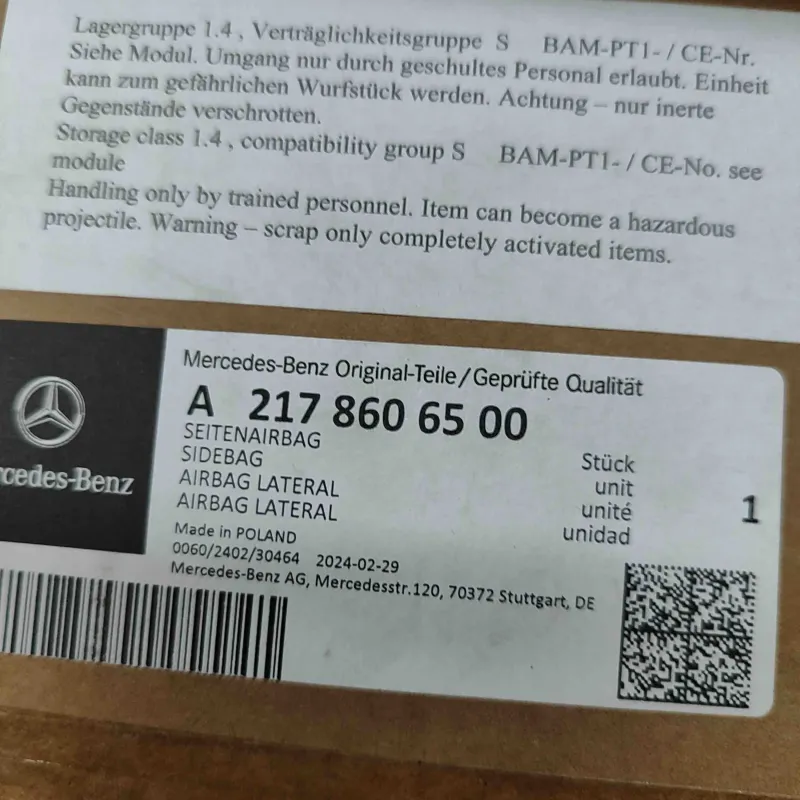 Lagergruppe 1.4 , Verträglichkeitsgruppe S BAM-PT1- / CE-Nr.
Siehe Modul. Umgang nur durch geschultes Personal erlaubt. Einheit
kann zum gefährlichen Wurfstück werden. Achtung – nur inerte
Gegenstände verschrotten.
Storage class 1.4 , compatibility group S BAM-PT1- / CE-No. see
module
Handling only by trained personnel. Item can become a hazardous
projectile. Warning – scrap only completely activated items.
Mercedes-Benz Original-Teile/Geprüfte Qualität
A 217 860 65 00
SEITENAIRBAG
SIDEBAG
AIRBAG LATERAL
AIRBAG LATERAL
Stück
unit
unité
unidad
1
Made in POLAND
0060/2402/30464 2024-02-29
Mercedes-Benz AG, Mercedesstr.120, 70372 Stuttgart, DE
rcedes-Benz